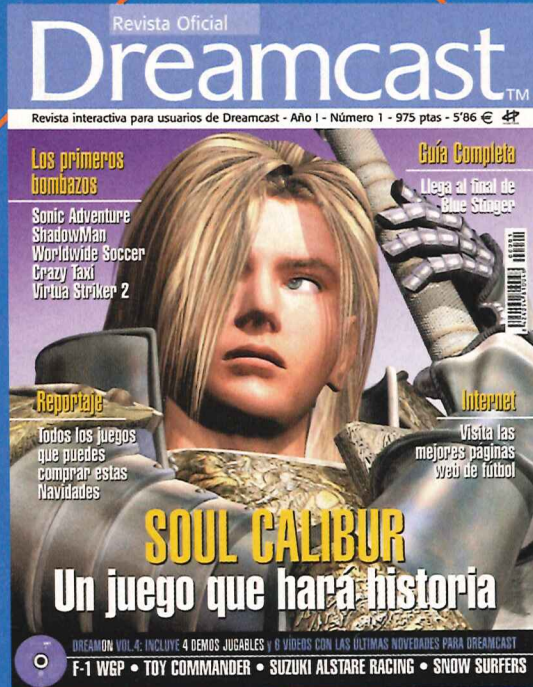 Revista Oficial
Dreamcast™
Revista interactiva para usuarios de Dreamcast - Año I - Número 1 - 975 ptas - 5'86 €
Los primeros
bombazos
Sonic Adventure
ShadowMan
Worldwide Soccer
Crazy Taxi
Virtua Striker 2
Guía Completa
Llega al final de
Blue Stinger
Reportaje
Todos los juegos
que puedes
comprar estas
Navidades
Internet
Visita las
mejores paginas
web de fútbol
SOUL CALIBUR
Un juego que hará historia
DREAMON VOL.4: INCLUYE 4 DEMOS JUGABLES y 6 VÍDEOS CON LAS ÚLTIMAS NOVEDADES PARA DREAMCAST
F-1 WGP • TOY COMMANDER • SUZUKI ALSTARE RACING • SNOW SURFERS